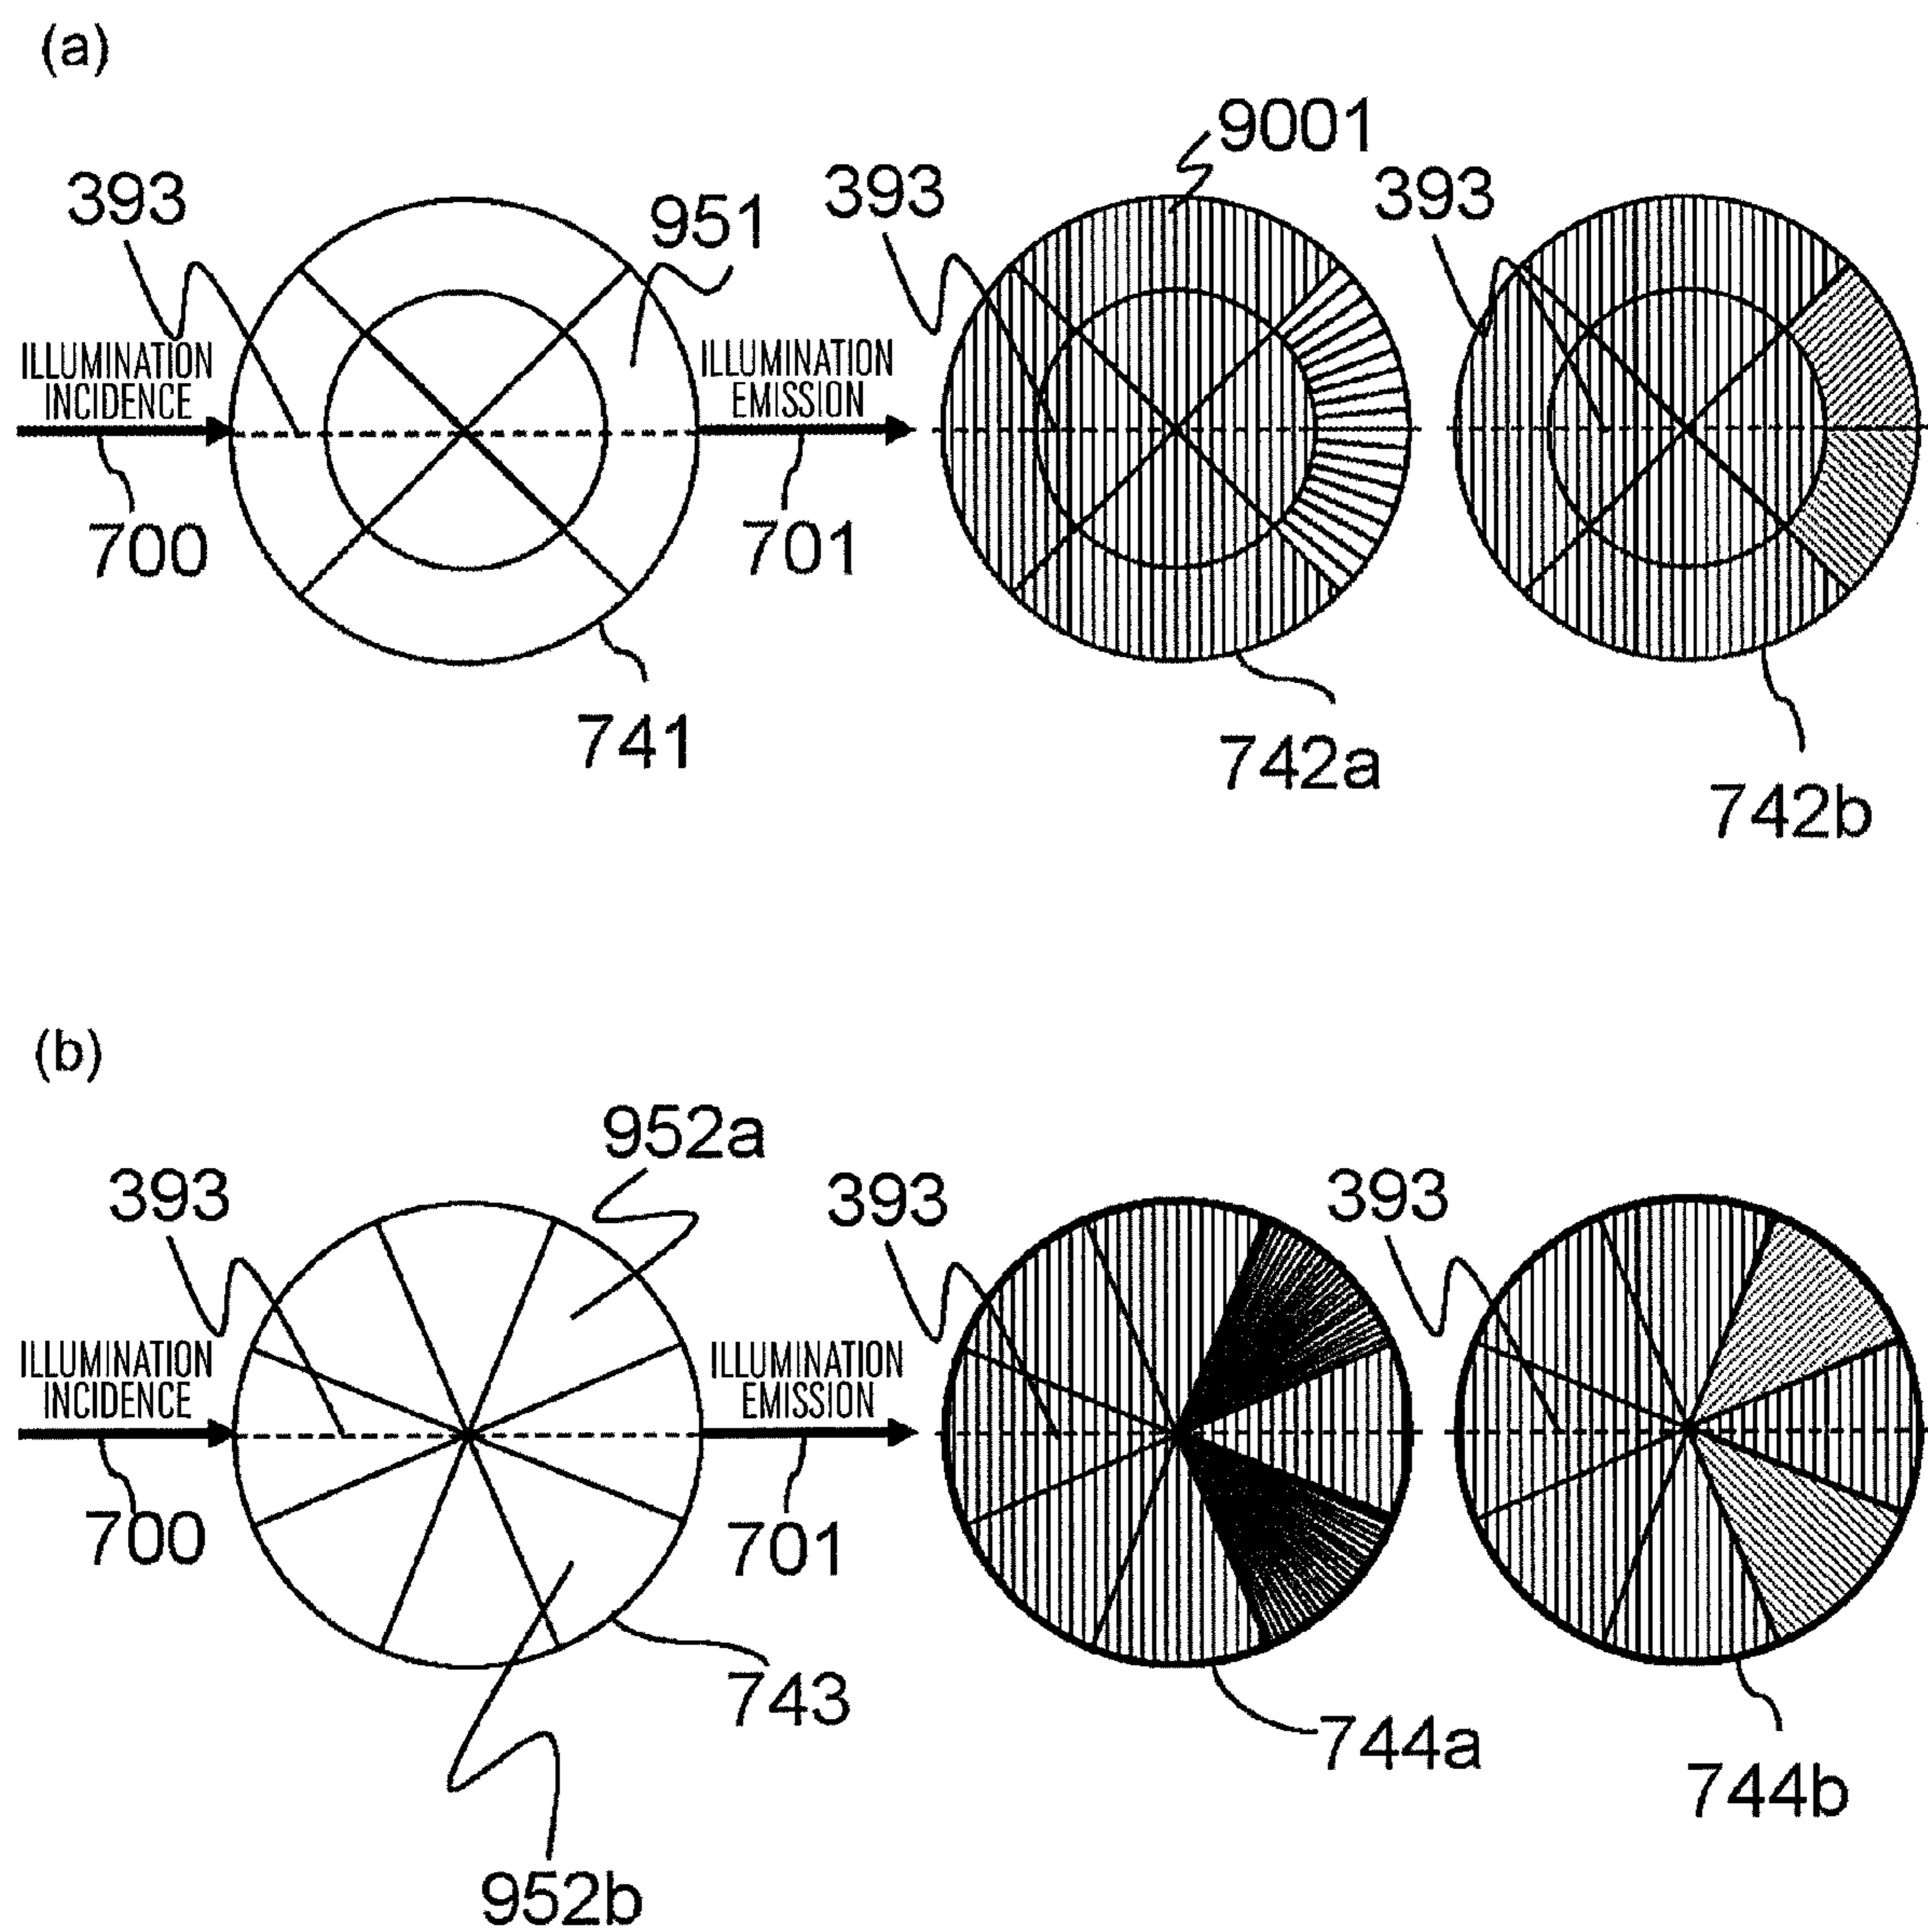 (a)
9001
393
951
393
393
ILLUMINATION
INCIDENCE
ILLUMINATION
EMISSION
700
701
741
742a
742b
(b)
952a
393
393
393
ILLUMINATION
INCIDENCE
ILLUMINATION
EMISSION
700
701
743
744a
744b
952b